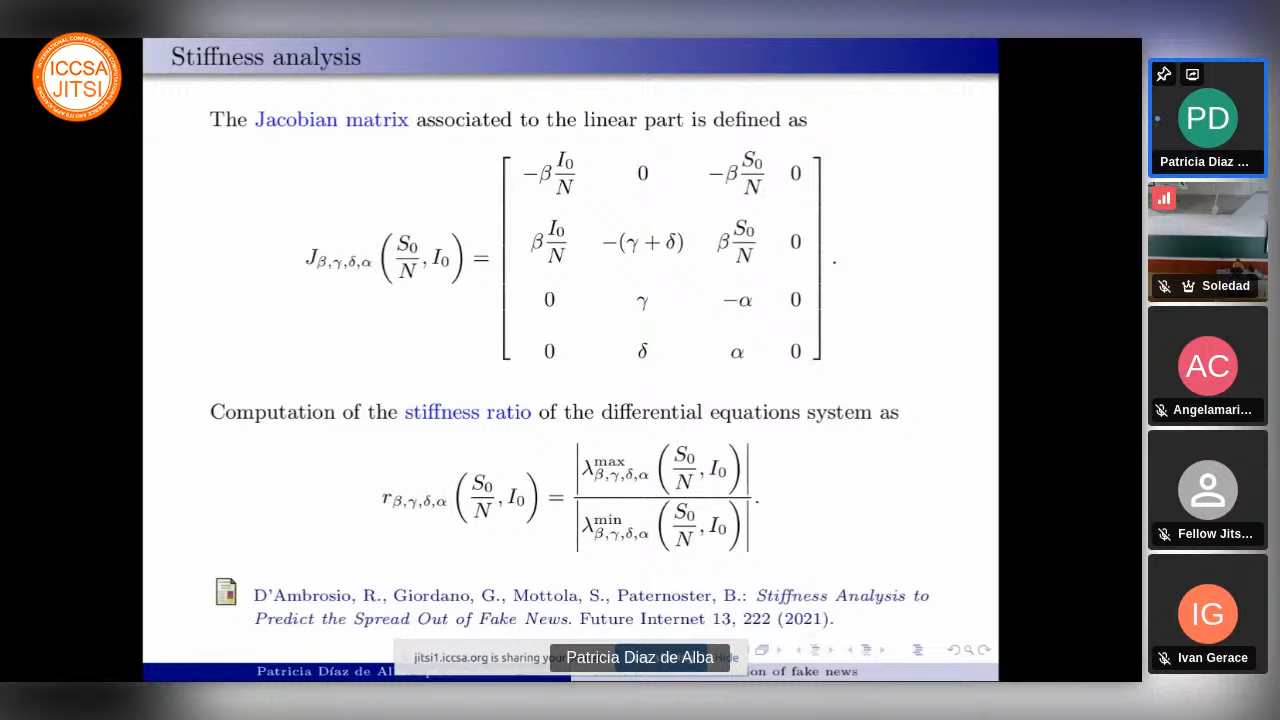 Stiffness analysis
ICCSA
JITSI
The Jacobian matrix associated to the linear part is defined as
J_{β,γ,δ,α} (S_0/N, I_0) = [
−β I_0/N 0 −β S_0/N 0
β I_0/N −(γ + δ) β S_0/N 0
0 γ −α 0
0 δ α 0
] .
Computation of the stiffness ratio of the differential equations system as
r_{β,γ,δ,α} (S_0/N, I_0) = |λ^{max}_{β,γ,δ,α} (S_0/N, I_0)| / |λ^{min}_{β,γ,δ,α} (S_0/N, I_0)| .
D'Ambrosio, R., Giordano, G., Mottola, S., Paternoster, B.: Stiffness Analysis to
Predict the Spread Out of Fake News. Future Internet 13, 222 (2021).
jitsi1.iccsa.org is sharing your
Patricia Diaz de Alba
Patricia Díaz de Al
ion of fake news
PD
Patricia Diaz ...
Soledad
AC
Angelamari...
Fellow Jits...
IG
Ivan Gerace